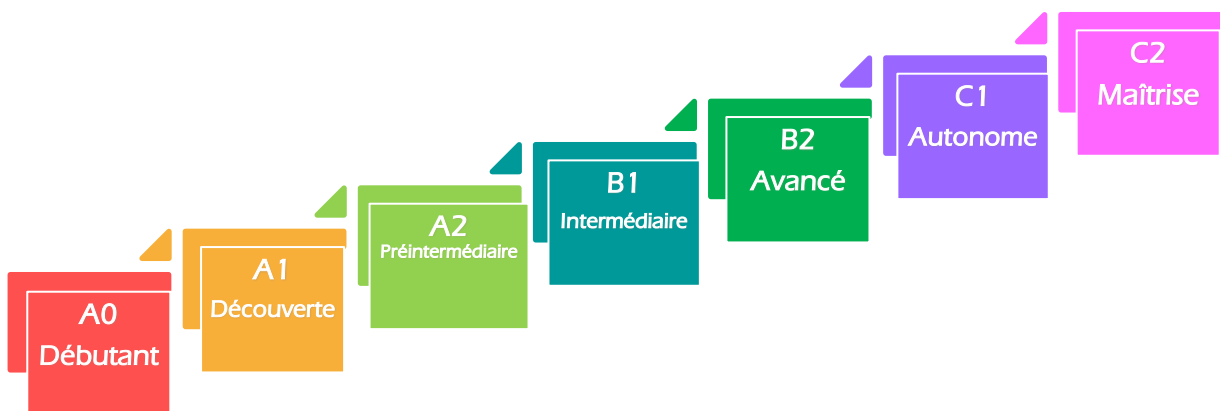 A0
Débutant
A1
Découverte
A2
Préintermédiaire
B1
Intermédiaire
B2
Avancé
C1
Autonome
C2
Maîtrise